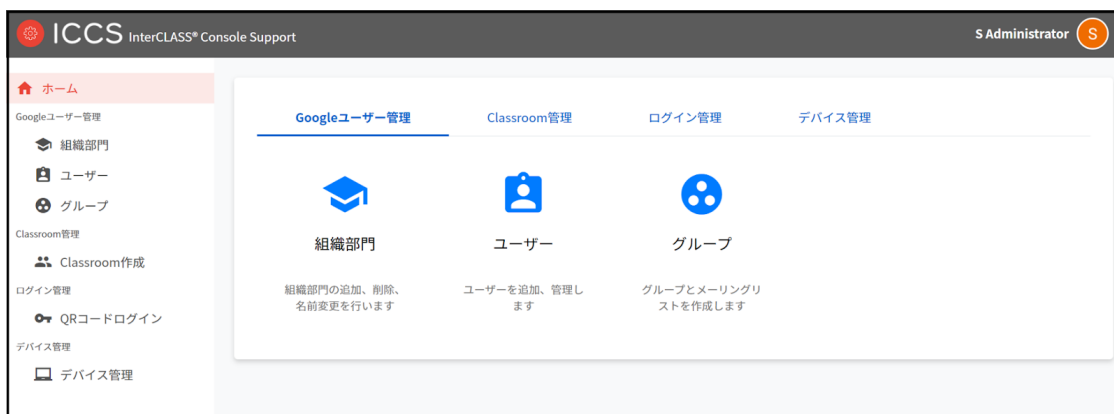 ICCS InterCLASS® Console Support
S Administrator
S
ホーム
Googleユーザー管理
組織部門
ユーザー
グループ
Classroom管理
Classroom作成
ログイン管理
QRコードログイン
デバイス管理
デバイス管理
Googleユーザー管理
Classroom管理
ログイン管理
デバイス管理
組織部門
組織部門の追加、削除、
名前変更を行います
ユーザー
ユーザーを追加、管理し
ます
グループ
グループとメーリングリ
ストを作成します